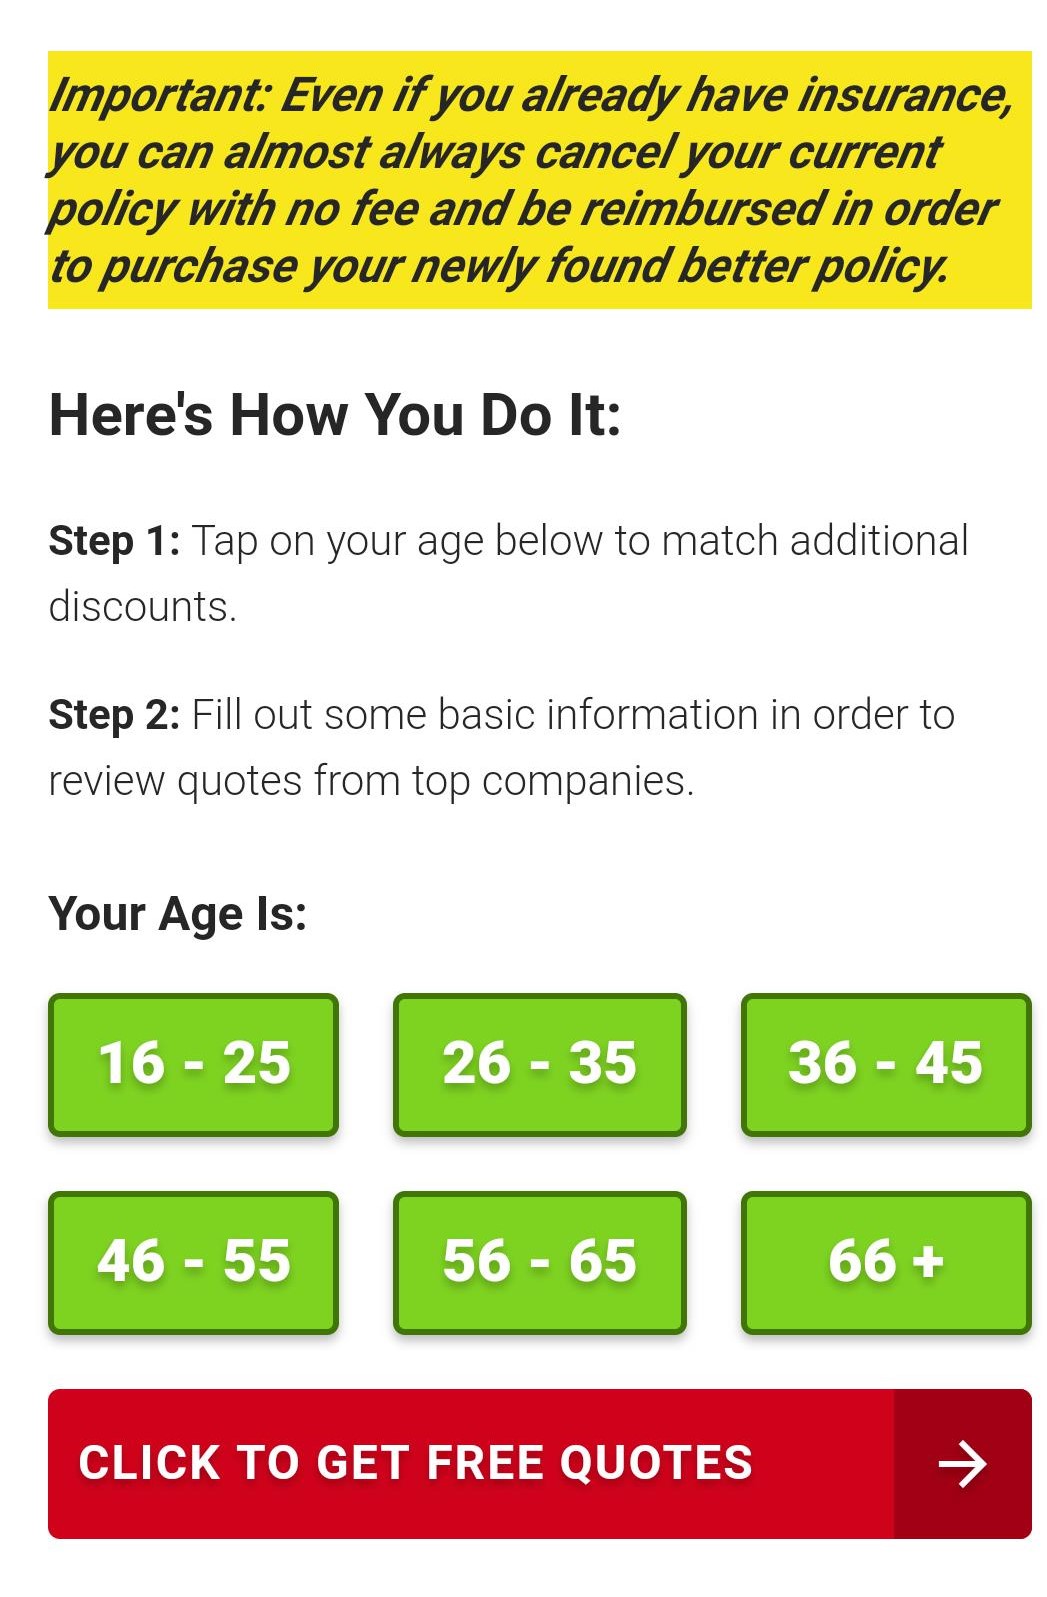 Important: Even if you already have insurance,
you can almost always cancel your current
policy with no fee and be reimbursed in order
to purchase your newly found better policy.
Here's How You Do It:
Step 1: Tap on your age below to match additional
discounts.
Step 2: Fill out some basic information in order to
review quotes from top companies.
Your Age Is:
16 - 25
26 - 35
36 - 45
46 - 55
56 - 65
66 +
CLICK TO GET FREE QUOTES